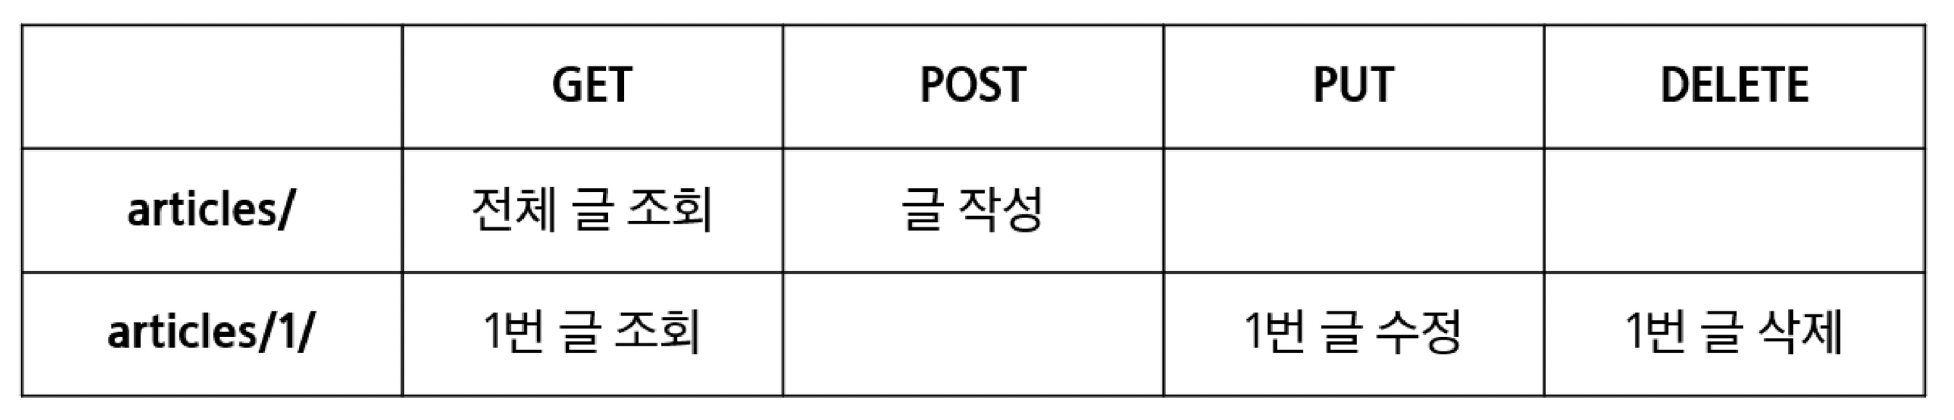 GET POST PUT DELETE
articles/ 전체 글 조회 글 작성
articles/1/ 1번 글 조회 1번 글 수정 1번 글 삭제